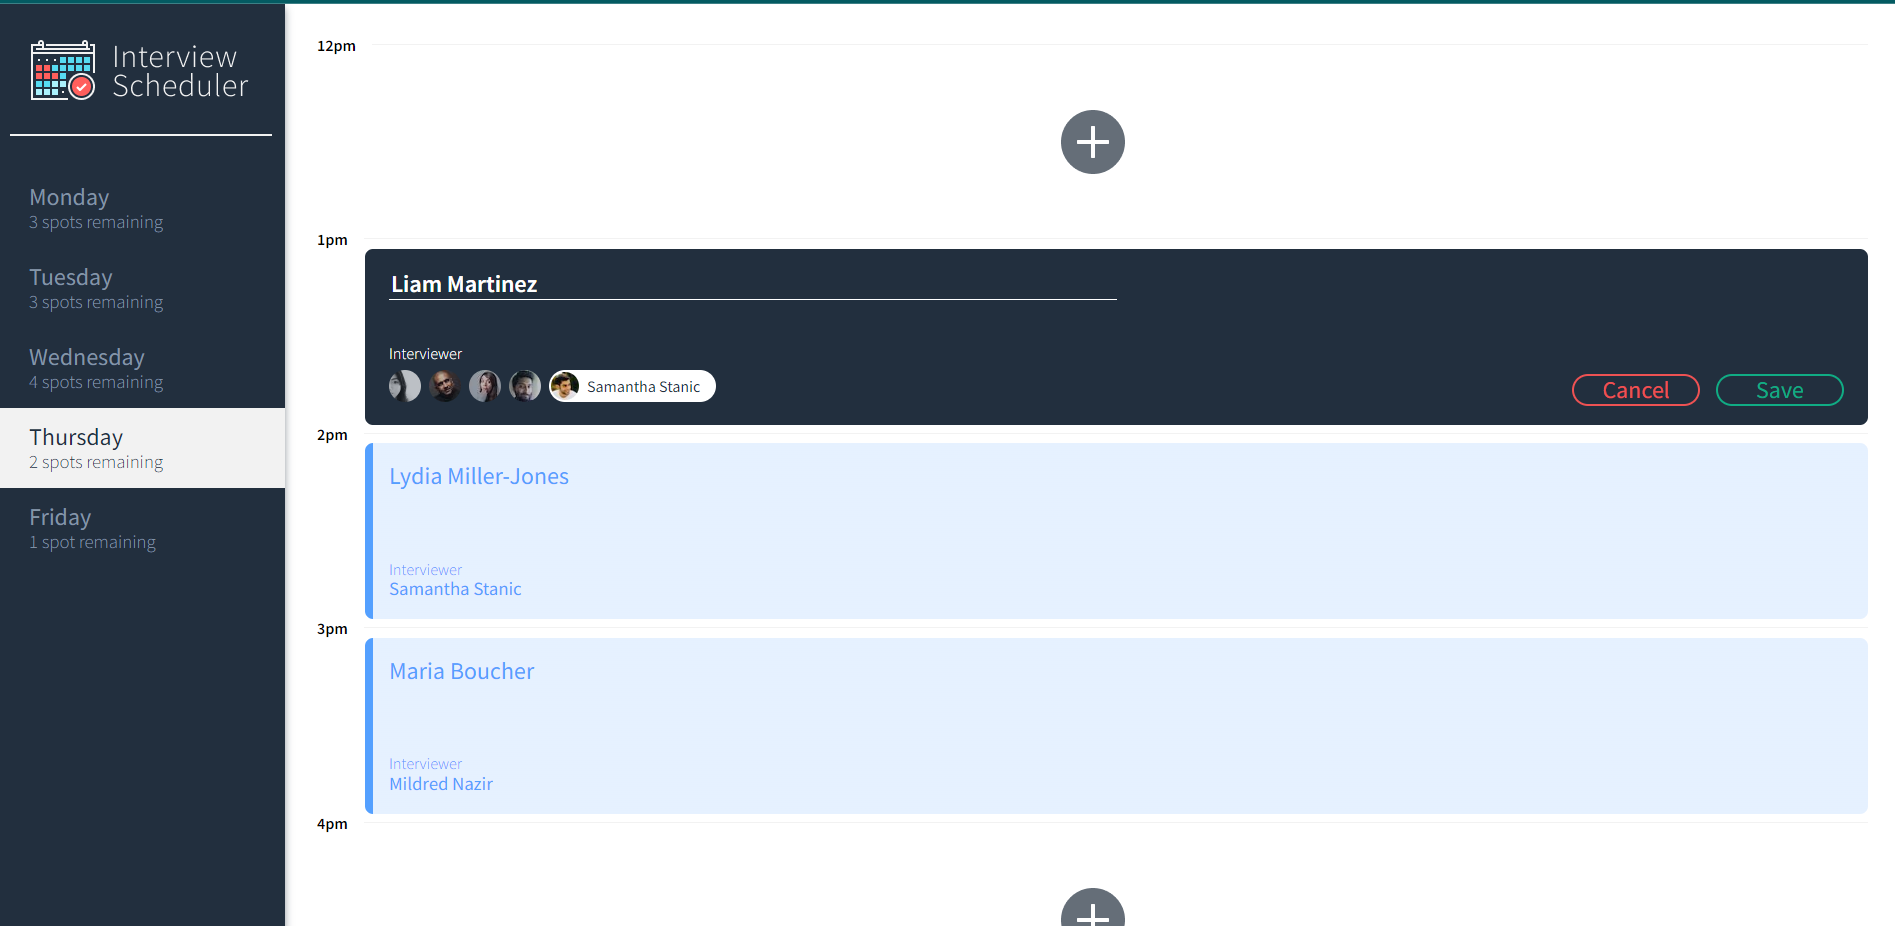 Interview
Scheduler
Monday
3 spots remaining
Tuesday
3 spots remaining
Wednesday
4 spots remaining
Thursday
2 spots remaining
Friday
1 spot remaining
12pm
1pm
Liam Martinez
Interviewer
Samantha Stanic
Cancel
Save
2pm
Lydia Miller-Jones
Interviewer
Samantha Stanic
3pm
Maria Boucher
Interviewer
Mildred Nazir
4pm